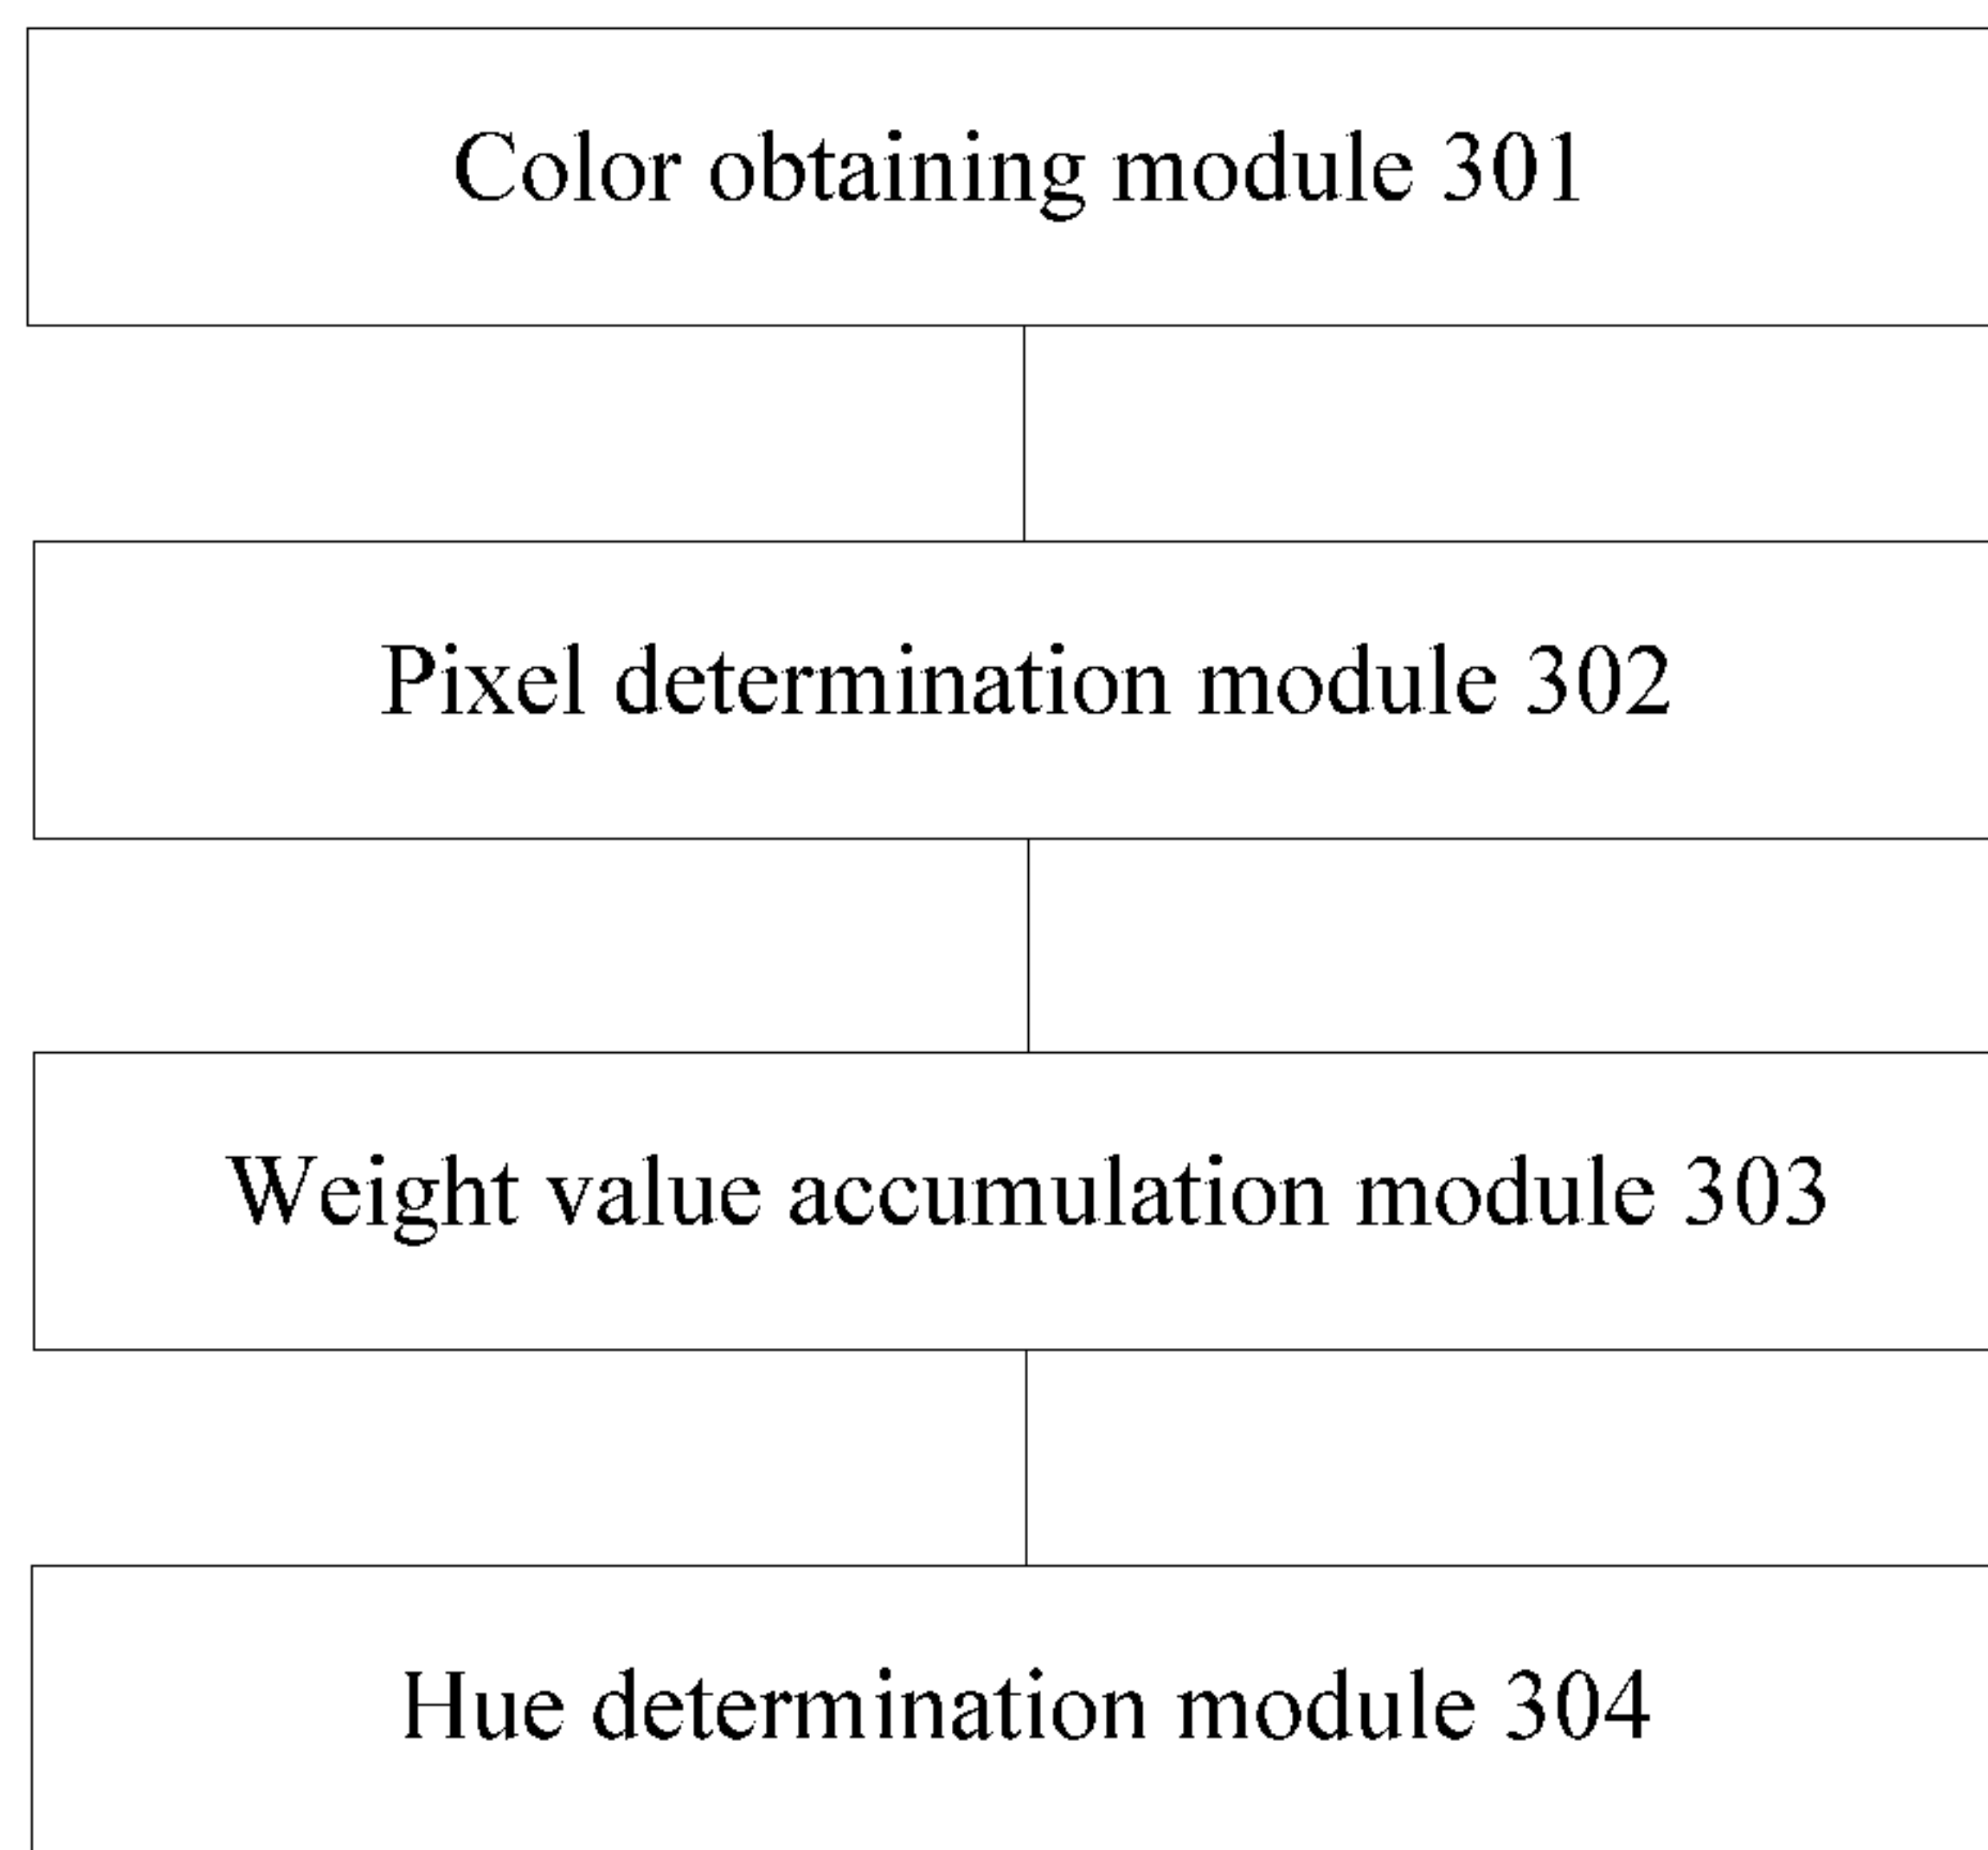 Color obtaining module 301
Pixel determination module 302
Weight value accumulation module 303
Hue determination module 304